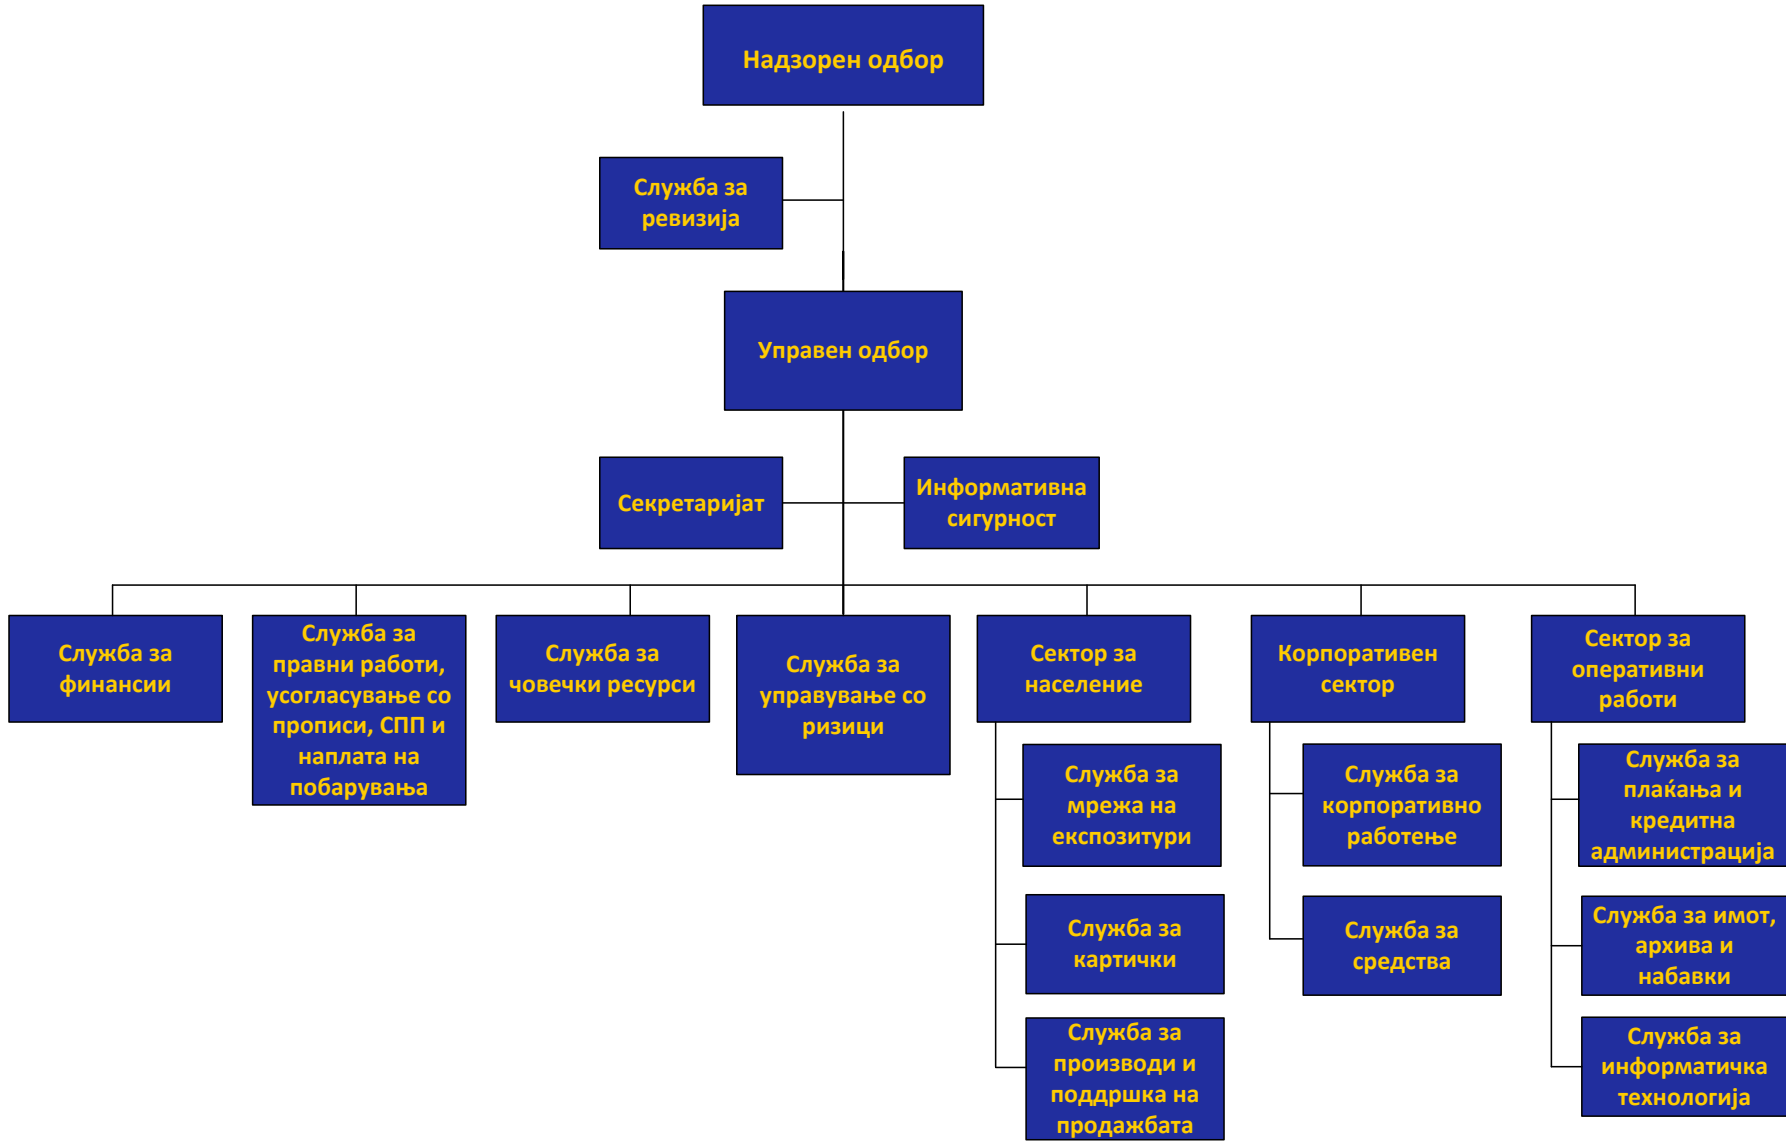 Надзорен одбор
Служба за
ревизија
Управен одбор
Секретаријат
Информативна
сигурност
Служба за
финансии
Служба за
правни работи,
усогласување со
прописи, СПП и
наплата на
побарувања
Служба за
човечки ресурси
Служба за
управување со
ризици
Сектор за
население
Корпоративен
сектор
Сектор за
оперативни
работи
Служба за
мрежа на
експозитури
Служба за
картички
Служба за
производи и
поддршка на
продажбата
Служба за
корпоративно
работење
Служба за
средства
Служба за
плаќања и
кредитна
администрација
Служба за имот,
архива и
набавки
Служба за
информатичка
технологија